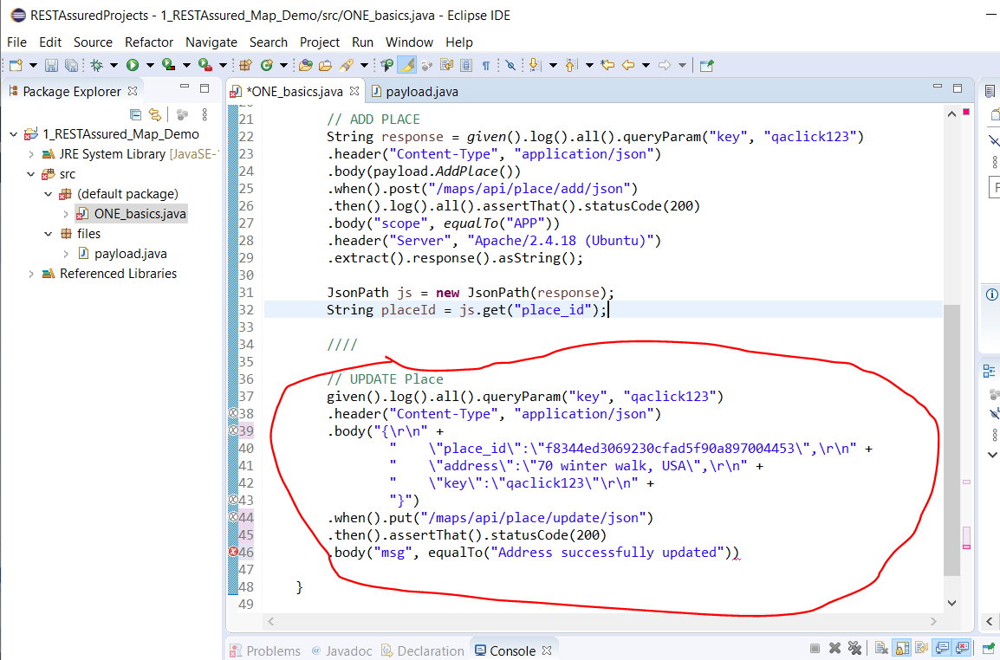 RESTAssuredProjects - 1_RESTAssured_Map_Demo/src/ONE_basics.java - Eclipse IDE
File Edit Source Refactor Navigate Search Project Run Window Help
Package Explorer
*ONE_basics.java payload.java
1_RESTAssured_Map_Demo
JRE System Library [JavaSE-1
src
(default package)
ONE_basics.java
files
payload.java
Referenced Libraries
21 // ADD PLACE
22 String response = given().log().all().queryParam("key", "qaclick123")
23 .header("Content-Type", "application/json")
24 .body(payload.AddPlace())
25 .when().post("/maps/api/place/add/json")
26 .then().log().all().assertThat().statusCode(200)
27 .body("scope", equalTo("APP"))
28 .header("Server", "Apache/2.4.18 (Ubuntu)")
29 .extract().response().asString();
30
31 JsonPath js = new JsonPath(response);
32 String placeId = js.get("place_id");
33
34 ////
35
36 // UPDATE Place
37 given().log().all().queryParam("key", "qaclick123")
38 .header("Content-Type", "application/json")
39 .body("{\r\n" +
40 "    \"place_id\":\"f8344ed3069230cfad5f90a897004453\",\r\n" +
41 "    \"address\":\"70 winter walk, USA\",\r\n" +
42 "    \"key\":\"qaclick123\"\r\n" +
43 "}")
44 .when().put("/maps/api/place/update/json")
45 .then().assertThat().statusCode(200)
46 .body("msg", equalTo("Address successfully updated"))
47
48 }
49
Problems Javadoc Declaration Console